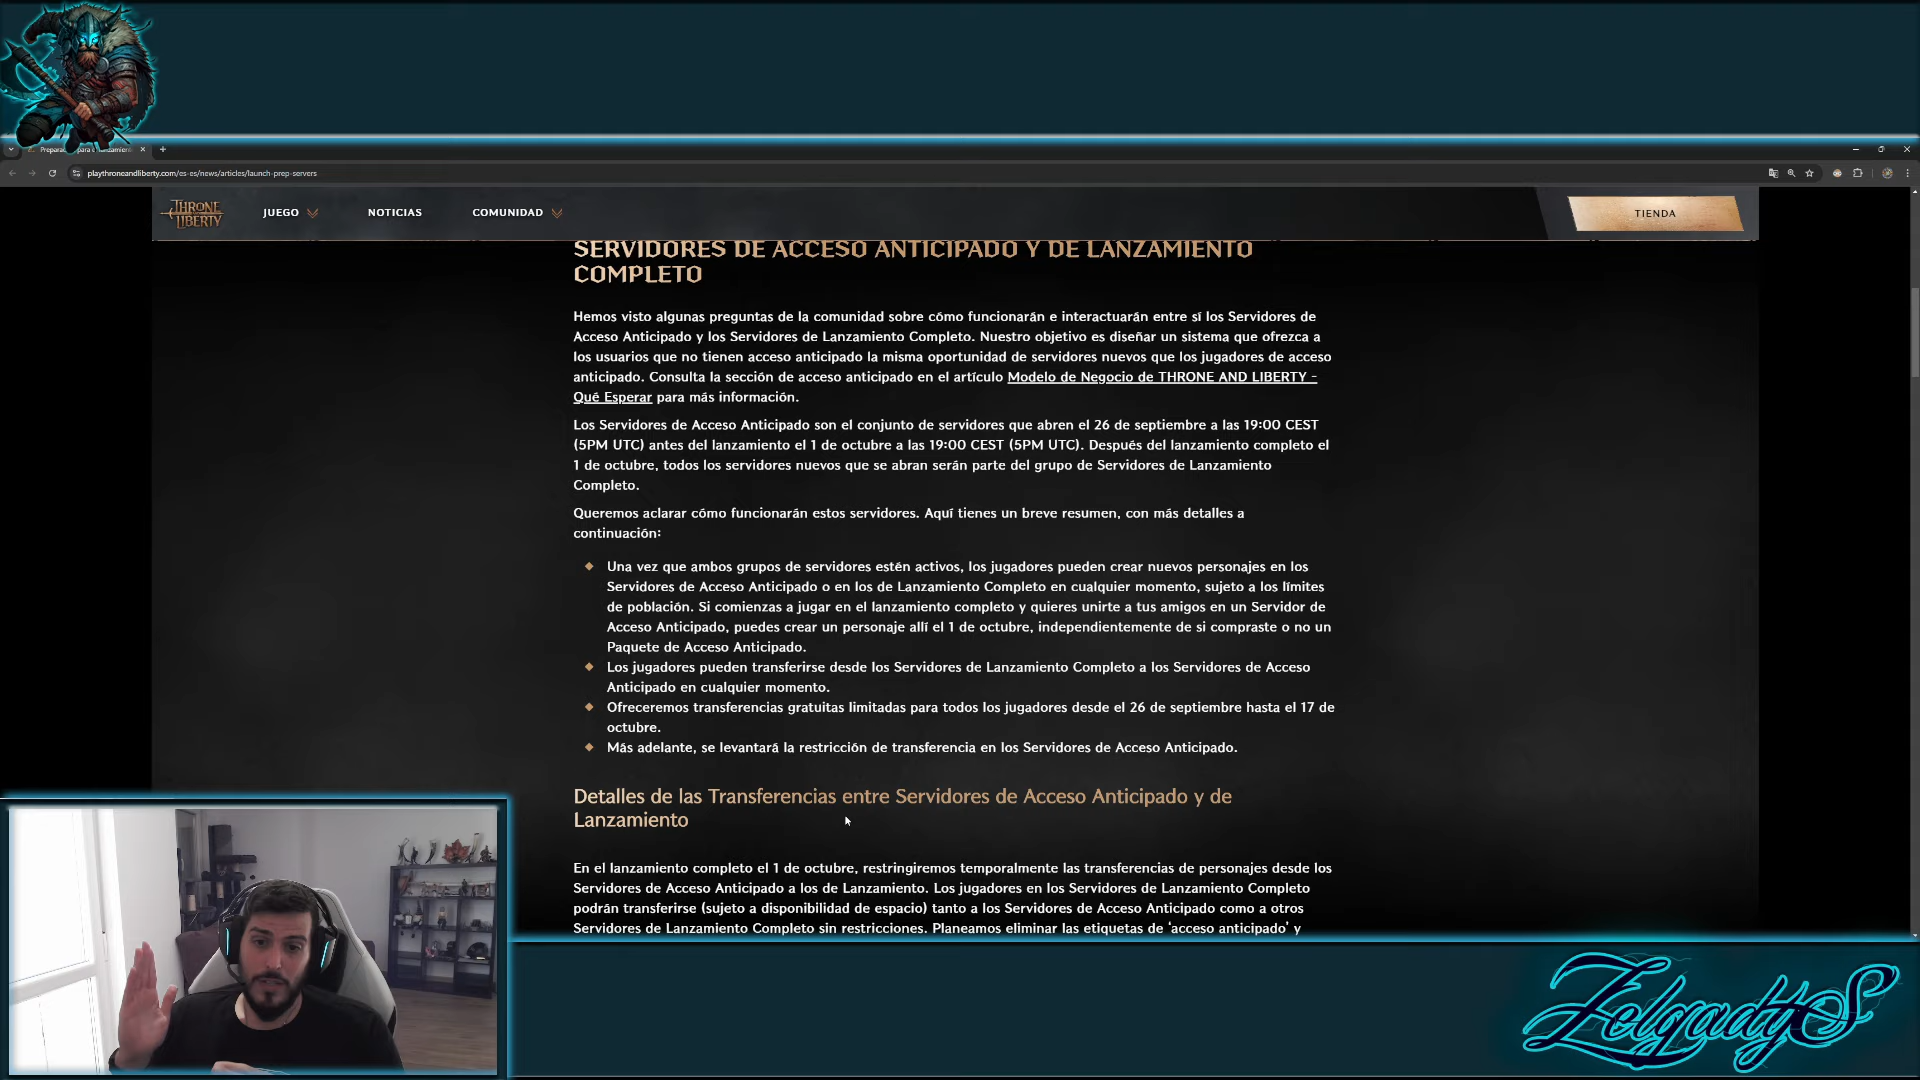 playthroneandliberty.com/es-es/news/articles/launch-prep-servers
THRONE
LIBERTY
JUEGO
NOTICIAS
COMUNIDAD
TIENDA
SERVIDORES DE ACCESO ANTICIPADO Y DE LANZAMIENTO
COMPLETO
Hemos visto algunas preguntas de la comunidad sobre cómo funcionarán e interactuarán entre sí los Servidores de
Acceso Anticipado y los Servidores de Lanzamiento Completo. Nuestro objetivo es diseñar un sistema que ofrezca a
los usuarios que no tienen acceso anticipado la misma oportunidad de servidores nuevos que los jugadores de acceso
anticipado. Consulta la sección de acceso anticipado en el artículo Modelo de Negocio de THRONE AND LIBERTY -
Qué Esperar para más información.
Los Servidores de Acceso Anticipado son el conjunto de servidores que abren el 26 de septiembre a las 19:00 CEST
(5PM UTC) antes del lanzamiento el 1 de octubre a las 19:00 CEST (5PM UTC). Después del lanzamiento completo el
1 de octubre, todos los servidores nuevos que se abran serán parte del grupo de Servidores de Lanzamiento
Completo.
Queremos aclarar cómo funcionarán estos servidores. Aquí tienes un breve resumen, con más detalles a
continuación:
Una vez que ambos grupos de servidores estén activos, los jugadores pueden crear nuevos personajes en los
Servidores de Acceso Anticipado o en los de Lanzamiento Completo en cualquier momento, sujeto a los límites
de población. Si comienzas a jugar en el lanzamiento completo y quieres unirte a tus amigos en un Servidor de
Acceso Anticipado, puedes crear un personaje allí el 1 de octubre, independientemente de si compraste o no un
Paquete de Acceso Anticipado.
Los jugadores pueden transferirse desde los Servidores de Lanzamiento Completo a los Servidores de Acceso
Anticipado en cualquier momento.
Ofreceremos transferencias gratuitas limitadas para todos los jugadores desde el 26 de septiembre hasta el 17 de
octubre.
Más adelante, se levantará la restricción de transferencia en los Servidores de Acceso Anticipado.
Detalles de las Transferencias entre Servidores de Acceso Anticipado y de
Lanzamiento
En el lanzamiento completo el 1 de octubre, restringiremos temporalmente las transferencias de personajes desde los
Servidores de Acceso Anticipado a los de Lanzamiento. Los jugadores en los Servidores de Lanzamiento Completo
podrán transferirse (sujeto a disponibilidad de espacio) tanto a los Servidores de Acceso Anticipado como a otros
Servidores de Lanzamiento Completo sin restricciones. Planeamos eliminar las etiquetas de 'acceso anticipado' y
ZelgadyS